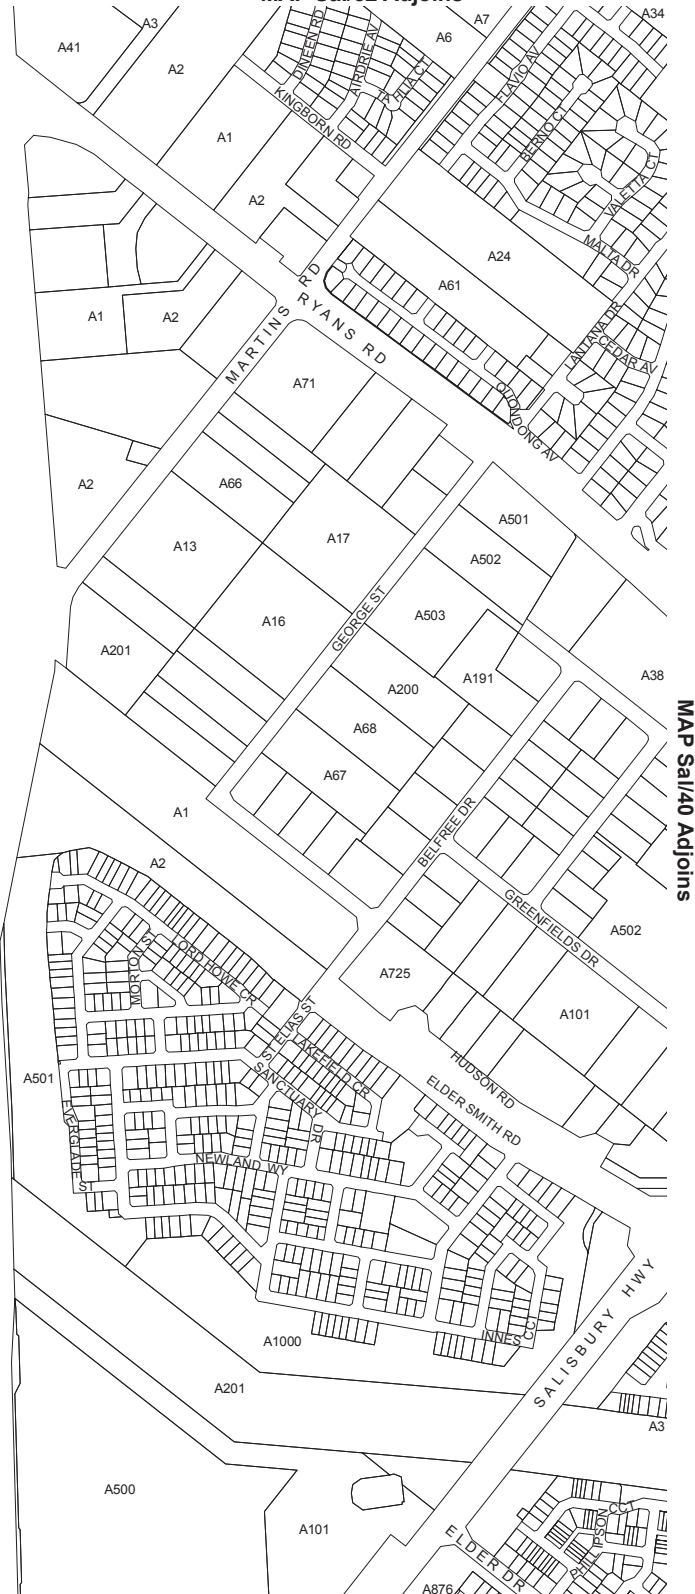 MAP Sal/32 Adjoins
A41
A3
A2
A7
A6
A34
DINEEN RD
AIRDRIE AV
TAHLIA CT
KINGBORN RD
FLAVIO AV
BERNO C
VALETTA CT
A1
A2
MALTA DR
A24
A61
RD
MARTINS
RYANS RD
A1
A2
LANTANA DR
CEDAR AV
QUONDONG AV
A71
A66
A2
A13
A17
A501
A502
A16
GEORGE ST
A503
A201
A200
A191
A38
A68
A67
MAP Sal/40 Adjoins
A1
A2
BELFREE DR
GREENFIELDS DR
A502
A725
A101
MORTON S
LORD HOWE CR
ST ELIAS ST
LAKEFIELD CR
SANCTUARY DR
HUDSON RD
ELDER SMITH RD
A501
EVERGLADE ST
NEWLAND WY
INNES CCT
SALISBURY HWY
A1000
A201
A3
A500
A101
PHILLIPSON CCT
ELDER DR
A876